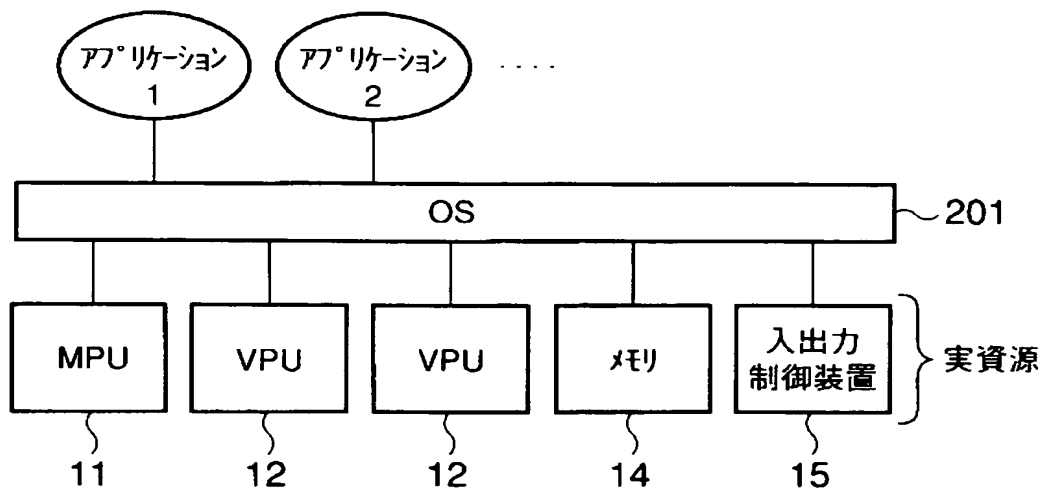 ｱﾌﾟﾘｹｰｼｮﾝ
1
ｱﾌﾟﾘｹｰｼｮﾝ
2
....
OS
201
MPU
VPU
VPU
ﾒﾓﾘ
入出力
制御装置
実資源
11
12
12
14
15